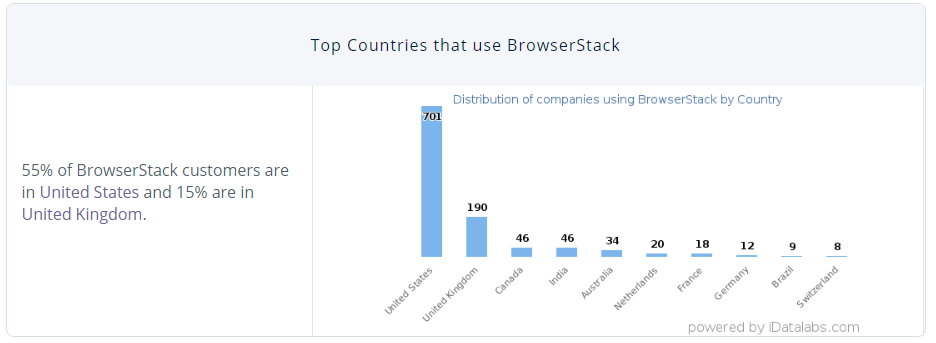 Top Countries that use BrowserStack
55% of BrowserStack customers are
in United States and 15% are in
United Kingdom.
Distribution of companies using BrowserStack by Country
701
190
46
46
34
20
18
12
9
8
United States
United Kingdom
Canada
India
Australia
Netherlands
France
Germany
Brazil
Switzerland
powered by iDatalabs.com